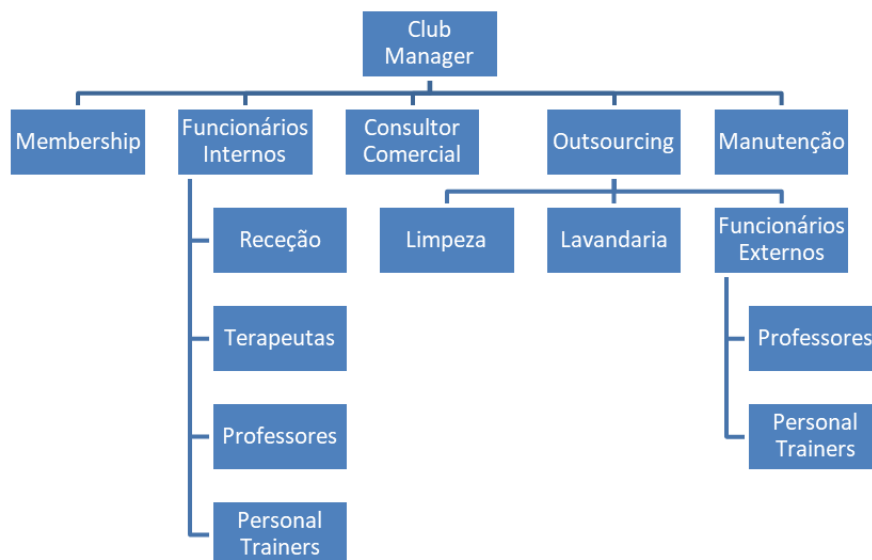 Club
Manager
Membership
Funcionários
Internos
Consultor
Comercial
Outsourcing
Manutenção
Receção
Limpeza
Lavandaria
Funcionários
Externos
Terapeutas
Professores
Professores
Personal
Trainers
Personal
Trainers